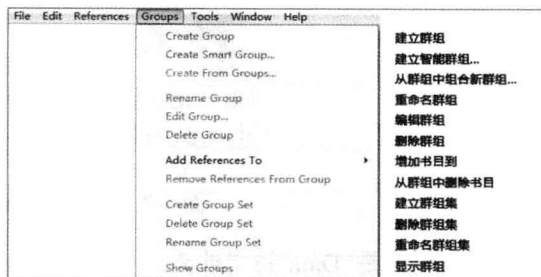 File Edit References Groups Tools Window Help
Create Group 建立群组
Create Smart Group... 建立智能群组...
Create From Groups... 从群组中组合新群组...
Rename Group 重命名群组
Edit Group... 编辑群组
Delete Group 删除群组
Add References To 增加书目到
Remove References From Group 从群组中删除书目
Create Group Set 建立群组集
Delete Group Set 删除群组集
Rename Group Set 重命名群组集
Show Groups 显示群组